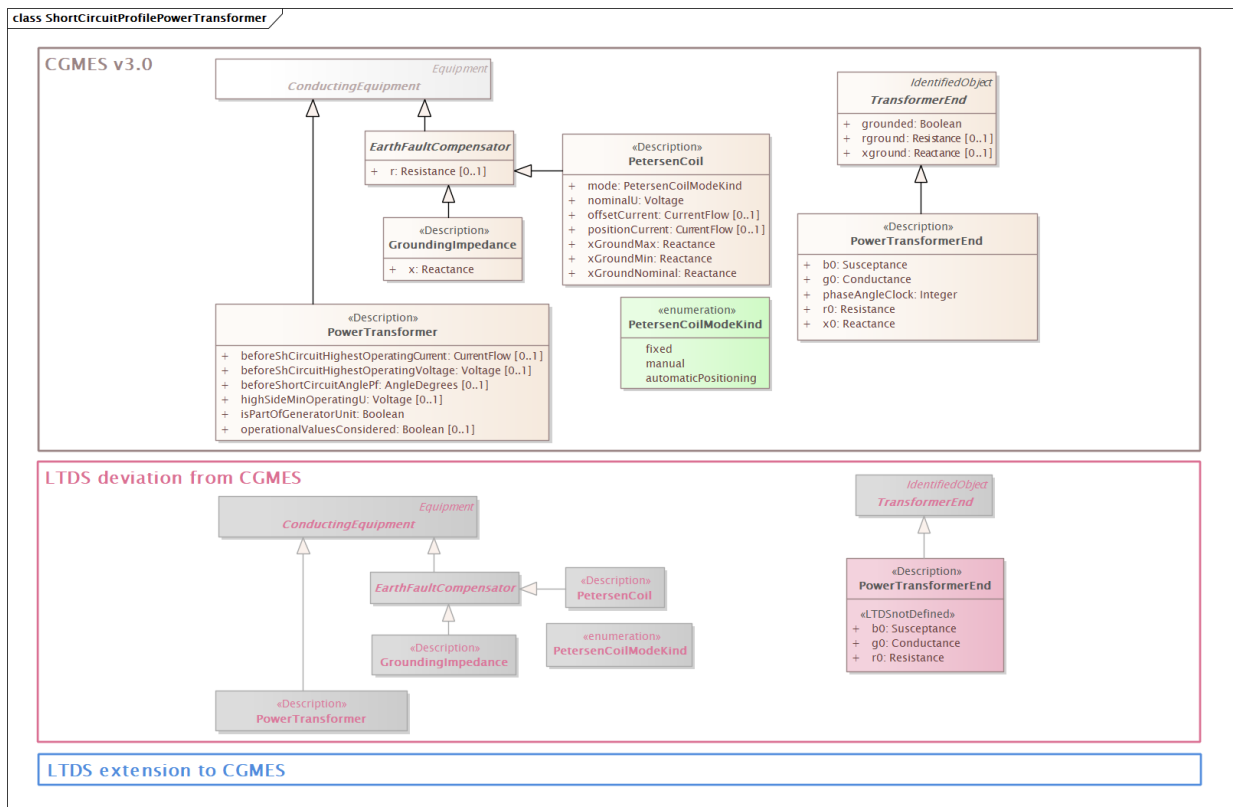 class ShortCircuitProfilePowerTransformer
CGMES v3.0
Equipment
ConductingEquipment
IdentifiedObject
TransformerEnd
+ grounded: Boolean
+ rground: Resistance [0..1]
+ xground: Reactance [0..1]
EarthFaultCompensator
+ r: Resistance [0..1]
«Description»
PetersenCoil
+ mode: PetersenCoilModeKind
+ nominalU: Voltage
+ offsetCurrent: CurrentFlow [0..1]
+ positionCurrent: CurrentFlow [0..1]
+ xGroundMax: Reactance
+ xGroundMin: Reactance
+ xGroundNominal: Reactance
«Description»
GroundingImpedance
+ x: Reactance
«Description»
PowerTransformerEnd
+ b0: Susceptance
+ g0: Conductance
+ phaseAngleClock: Integer
+ r0: Resistance
+ x0: Reactance
«Description»
PowerTransformer
+ beforeShCircuitHighestOperatingCurrent: CurrentFlow [0..1]
+ beforeShCircuitHighestOperatingVoltage: Voltage [0..1]
+ beforeShortCircuitAnglePf: AngleDegrees [0..1]
+ highSideMinOperatingU: Voltage [0..1]
+ isPartOfGeneratorUnit: Boolean
+ operationalValuesConsidered: Boolean [0..1]
«enumeration»
PetersenCoilModeKind
fixed
manual
automaticPositioning
LTDS deviation from CGMES
Equipment
ConductingEquipment
IdentifiedObject
TransformerEnd
EarthFaultCompensator
«Description»
PetersenCoil
«Description»
GroundingImpedance
«enumeration»
PetersenCoilModeKind
«Description»
PowerTransformer
«Description»
PowerTransformerEnd
«LTDSnotDefined»
+ b0: Susceptance
+ g0: Conductance
+ r0: Resistance
LTDS extension to CGMES